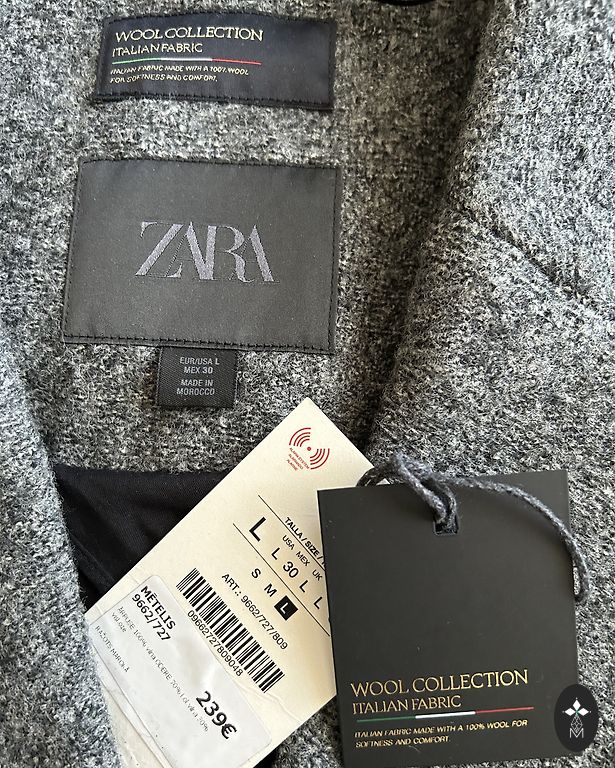 WOOL COLLECTION
ITALIAN FABRIC
ITALIAN FABRIC MADE WITH A 100% WOOL
FOR SOFTNESS AND COMFORT.
ZARA
EUR/USA L
MEX 30
MADE IN
MOROCCO
TALLA / SIZE /
USA MEX UK
L L 30 L L
S M L
ART.: 9662/727/809
09662727809048
MĒTELIS
9662/727
239€
WOOL COLLECTION
ITALIAN FABRIC
ITALIAN FABRIC MADE WITH A 100% WOOL FOR
SOFTNESS AND COMFORT.
M